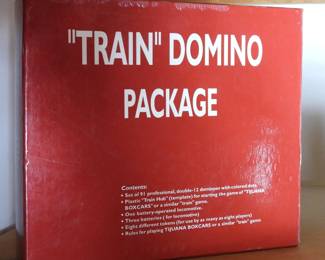 "TRAIN" DOMINO
PACKAGE
Contents:
• Set of 91 professional, double-12 dominoes with colored dots.
• Plastic "Train Hub" (template) for starting the game of "TIJUANA
BOXCARS" or a similar "train" game.
• One battery-operated locomotive.
• Three batteries (for locomotive)
• Eight different tokens (for use by as many as eight players)
• Rules for playing TIJUANA BOXCARS or a similar "train" game.